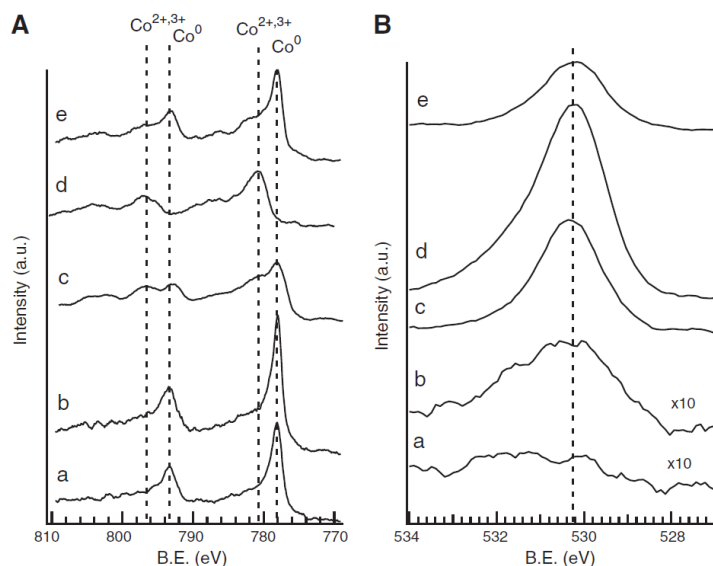 A
Co2+,3+ Co0 Co2+,3+ Co0
e
d
c
b
a
Intensity (a.u.)
810 800 790 780 770
B.E. (eV)
B
e
d
c
b x10
a x10
Intensity (a.u.)
534 532 530 528
B.E. (eV)